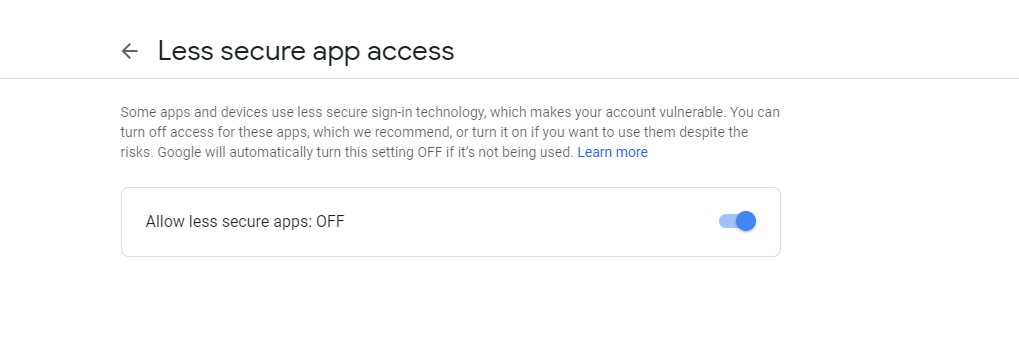 Less secure app access
Some apps and devices use less secure sign-in technology, which makes your account vulnerable. You can
turn off access for these apps, which we recommend, or turn it on if you want to use them despite the
risks. Google will automatically turn this setting OFF if it’s not being used. Learn more
Allow less secure apps: OFF